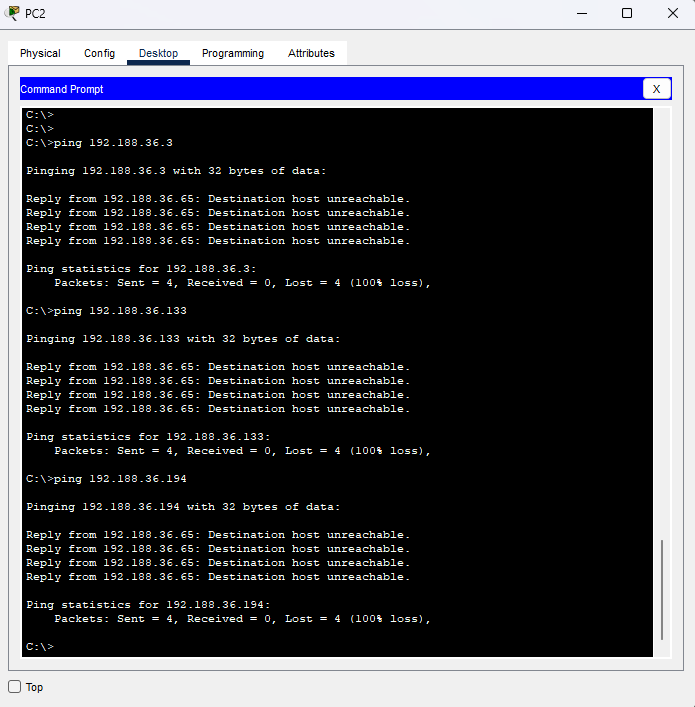 PC2
Physical Config Desktop Programming Attributes
Command Prompt X
C:\>
C:\>
C:\>ping 192.188.36.3
Pinging 192.188.36.3 with 32 bytes of data:
Reply from 192.188.36.65: Destination host unreachable.
Reply from 192.188.36.65: Destination host unreachable.
Reply from 192.188.36.65: Destination host unreachable.
Reply from 192.188.36.65: Destination host unreachable.
Ping statistics for 192.188.36.3:
    Packets: Sent = 4, Received = 0, Lost = 4 (100% loss),
C:\>ping 192.188.36.133
Pinging 192.188.36.133 with 32 bytes of data:
Reply from 192.188.36.65: Destination host unreachable.
Reply from 192.188.36.65: Destination host unreachable.
Reply from 192.188.36.65: Destination host unreachable.
Reply from 192.188.36.65: Destination host unreachable.
Ping statistics for 192.188.36.133:
    Packets: Sent = 4, Received = 0, Lost = 4 (100% loss),
C:\>ping 192.188.36.194
Pinging 192.188.36.194 with 32 bytes of data:
Reply from 192.188.36.65: Destination host unreachable.
Reply from 192.188.36.65: Destination host unreachable.
Reply from 192.188.36.65: Destination host unreachable.
Reply from 192.188.36.65: Destination host unreachable.
Ping statistics for 192.188.36.194:
    Packets: Sent = 4, Received = 0, Lost = 4 (100% loss),
C:\>
Top